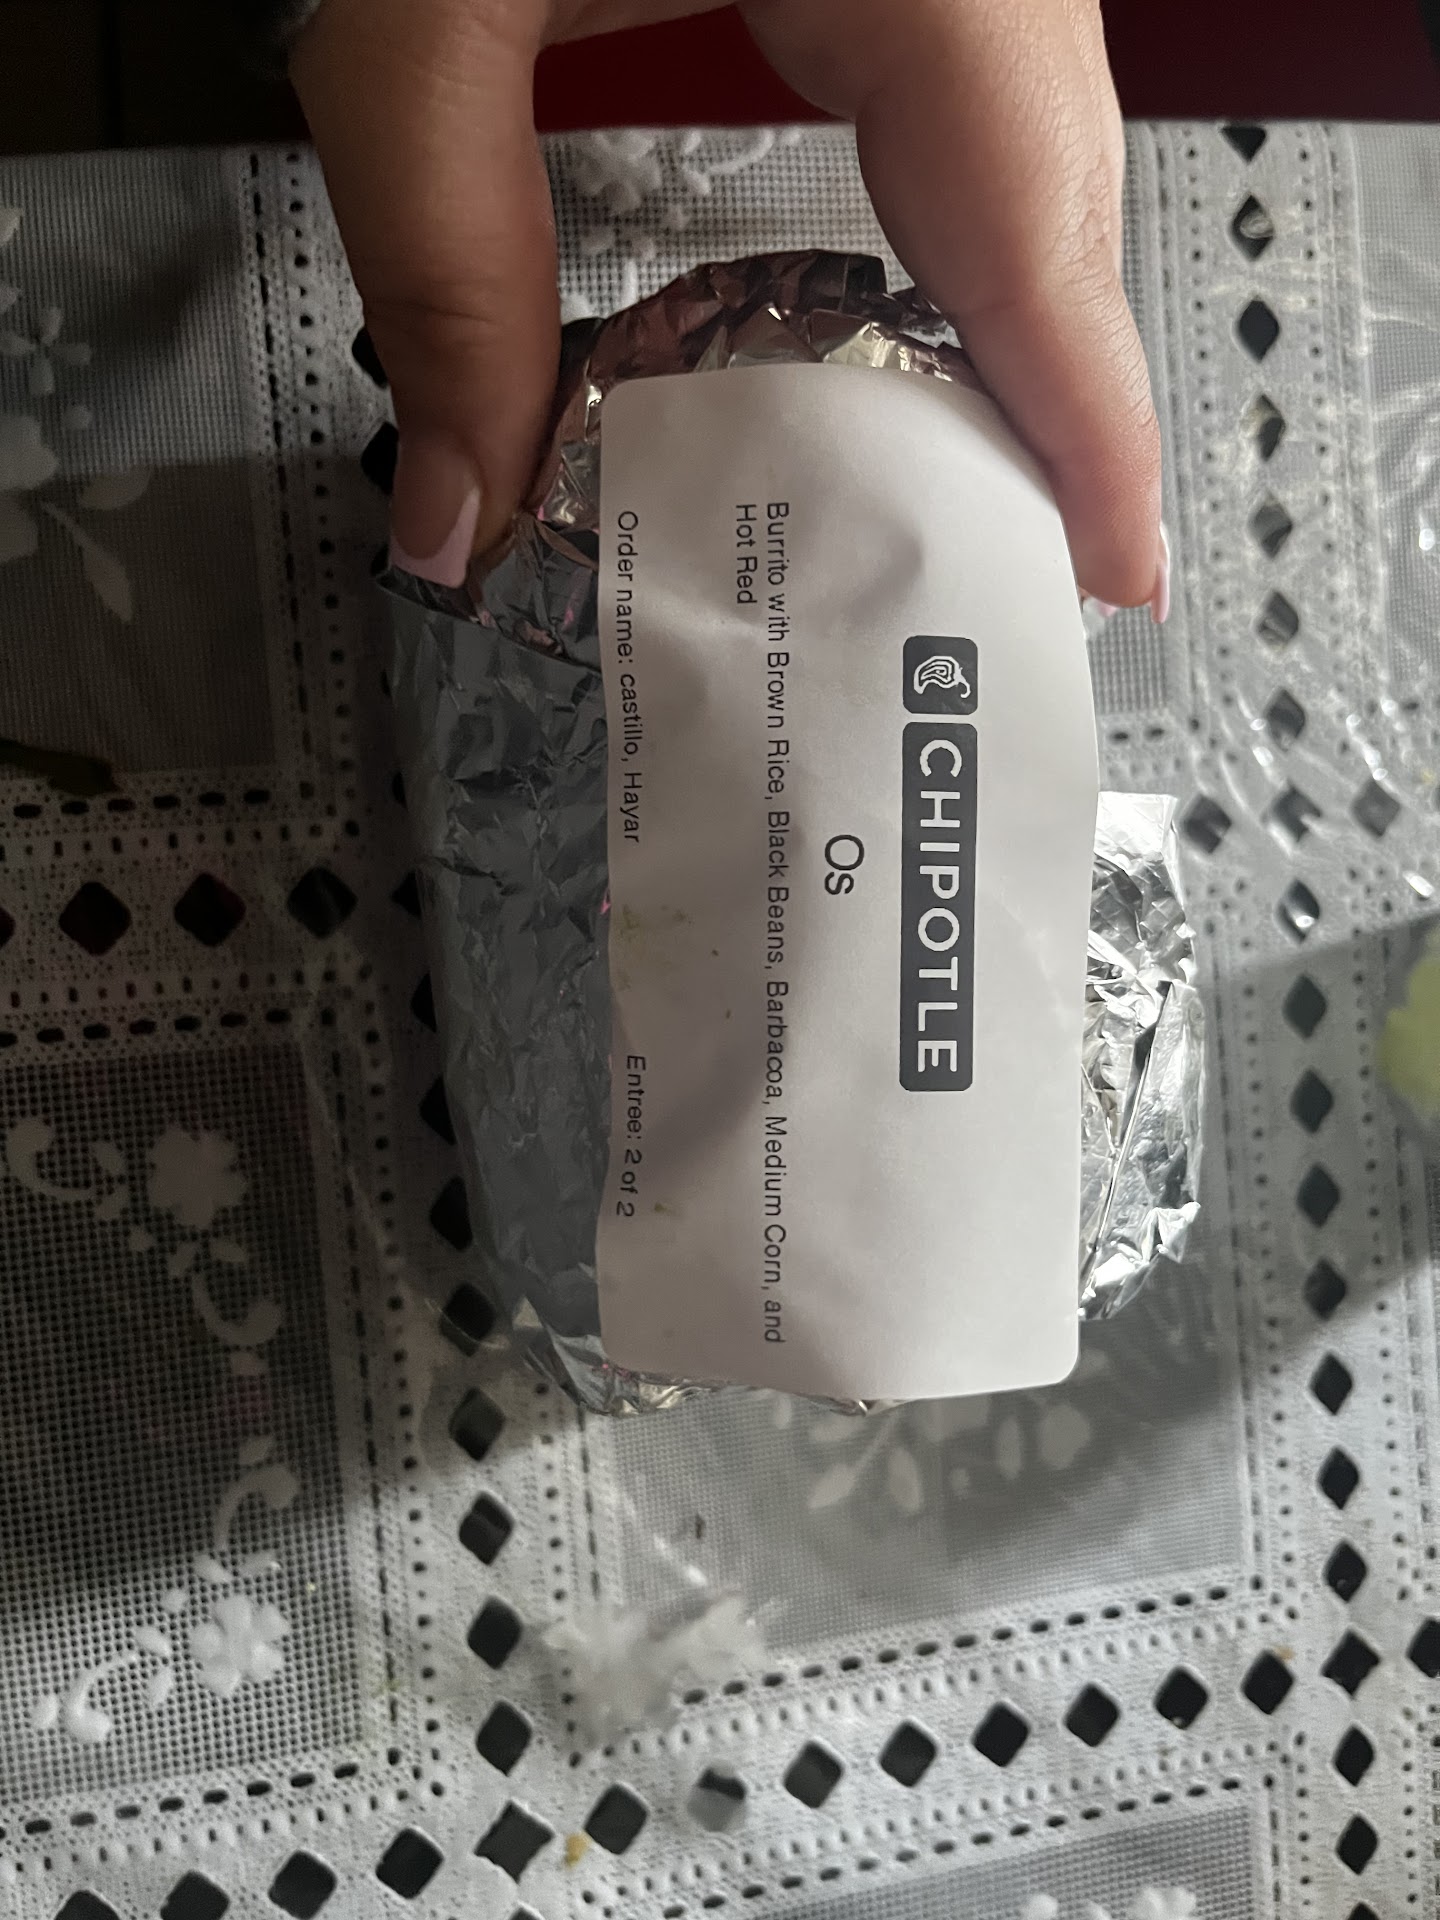 CHIPOTLE
Os
Burrito with Brown Rice, Black Beans, Barbacoa, Medium Corn, and
Hot Red
Order name: castillo, Hayar
Entree: 2 of 2